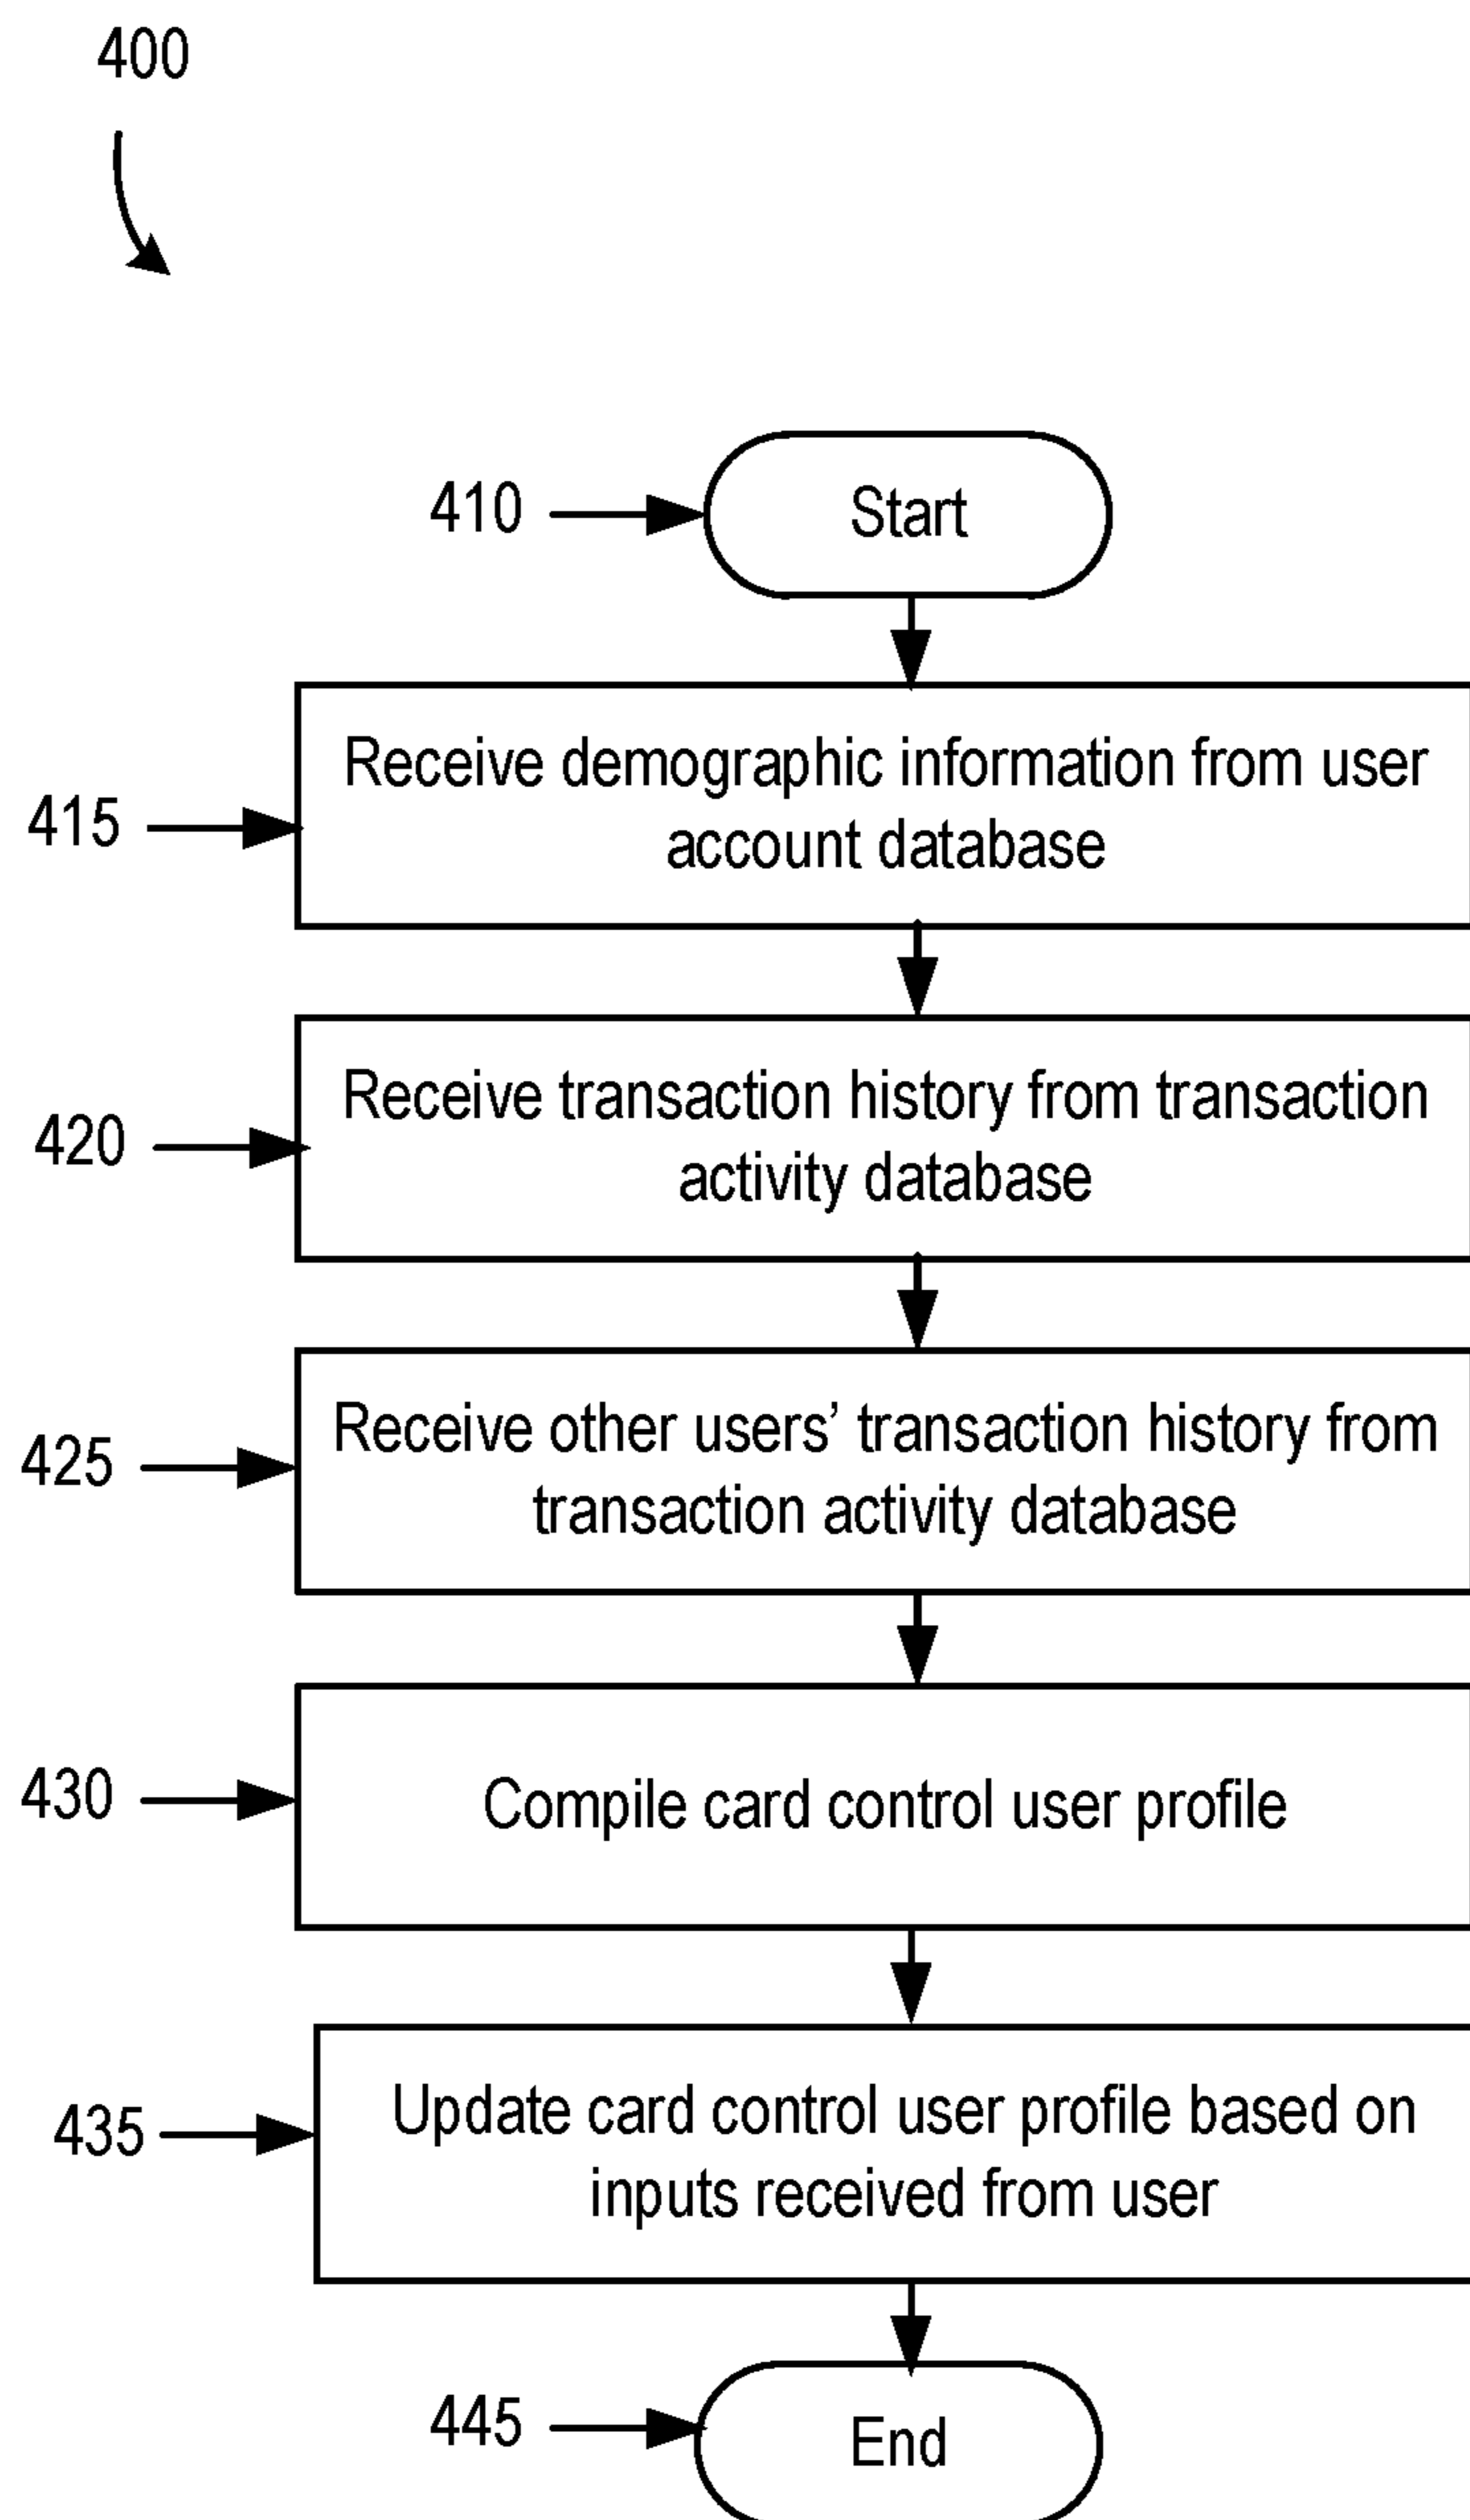 400
410
Start
415
Receive demographic information from user
account database
420
Receive transaction history from transaction
activity database
425
Receive other users’ transaction history from
transaction activity database
430
Compile card control user profile
435
Update card control user profile based on
inputs received from user
445
End